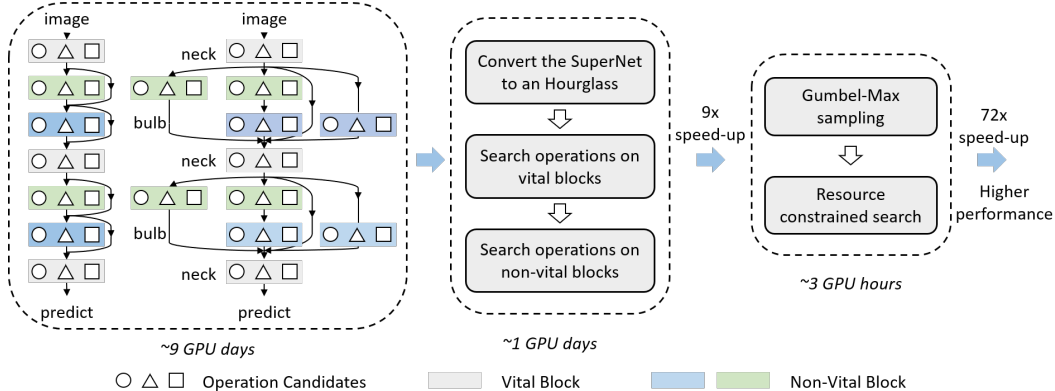 image
image
neck
bulb
neck
bulb
neck
predict
predict
~9 GPU days
Convert the SuperNet
to an Hourglass
Search operations on
vital blocks
Search operations on
non-vital blocks
~1 GPU days
9x
speed-up
Gumbel-Max
sampling
Resource
constrained search
~3 GPU hours
72x
speed-up
Higher
performance
Operation Candidates
Vital Block
Non-Vital Block